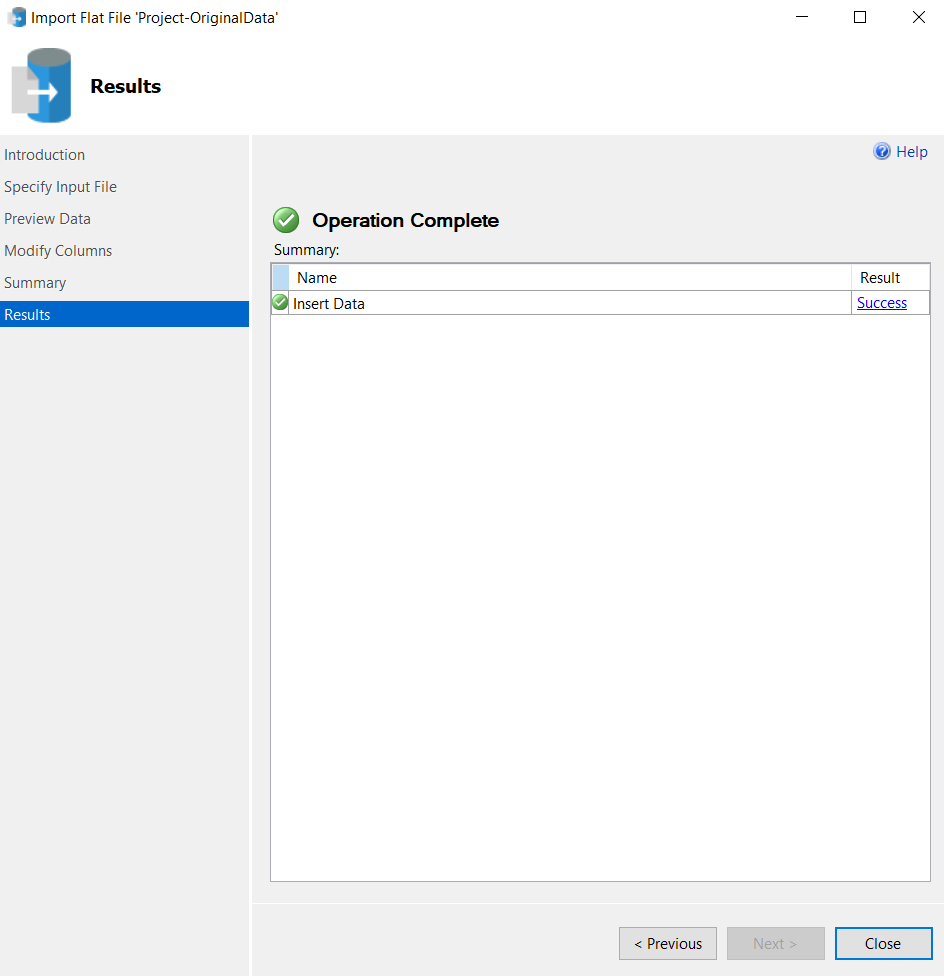 Import Flat File 'Project-OriginalData'
Results
Introduction
Specify Input File
Preview Data
Modify Columns
Summary
Results
Help
Operation Complete
Summary:
Name Result
Insert Data Success
< Previous Next > Close